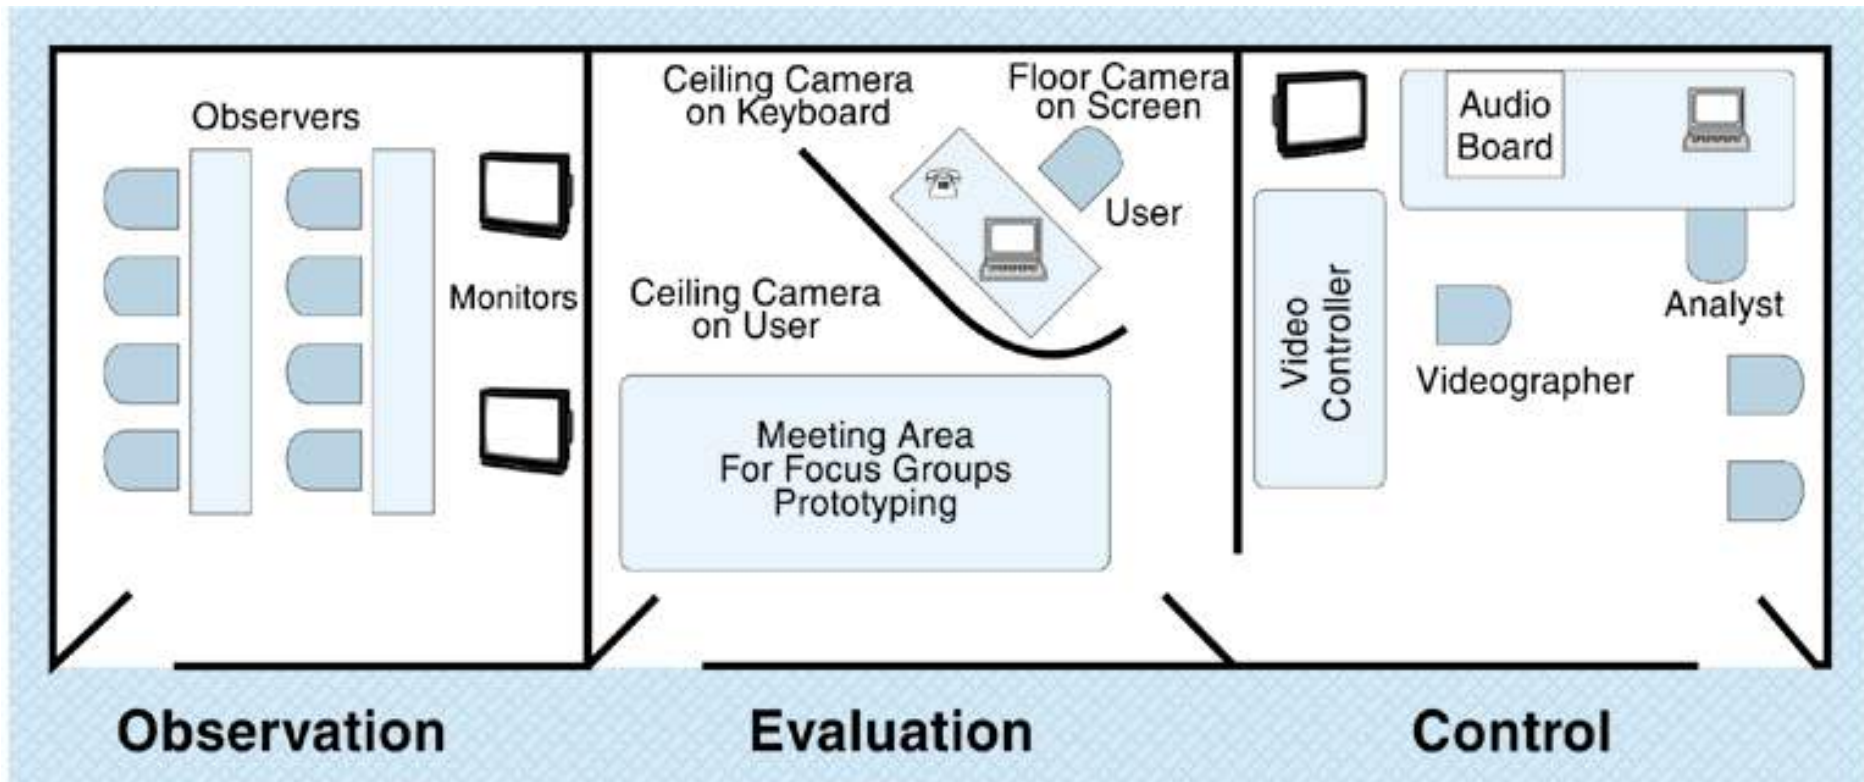 Observers
Monitors
Ceiling Camera
on Keyboard
Floor Camera
on Screen
User
Ceiling Camera
on User
Meeting Area
For Focus Groups
Prototyping
Audio
Board
Analyst
Video
Controller
Videographer
Observation
Evaluation
Control